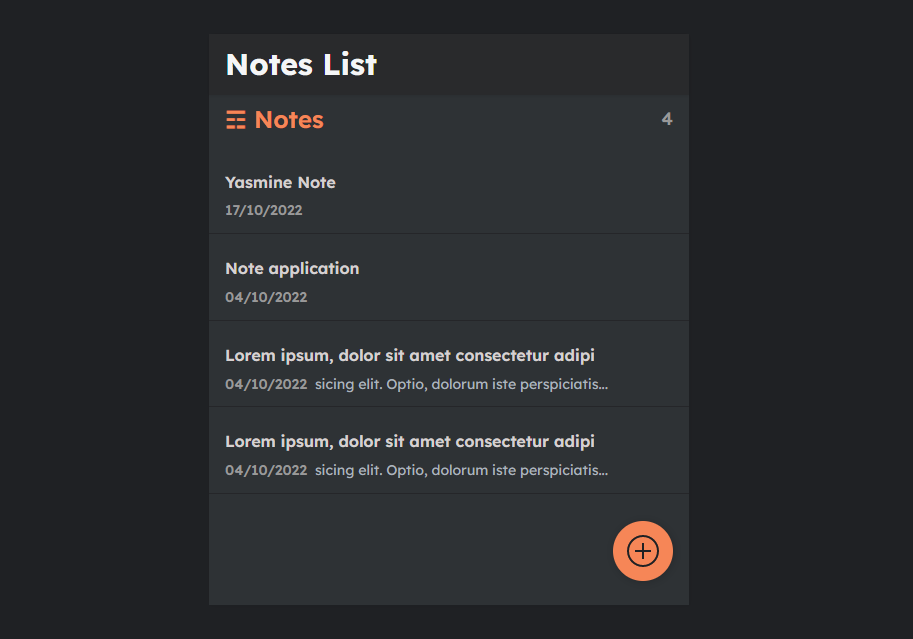 Notes List
☶ Notes
4
Yasmine Note
17/10/2022
Note application
04/10/2022
Lorem ipsum, dolor sit amet consectetur adipi
04/10/2022 sicing elit. Optio, dolorum iste perspiciatis...
Lorem ipsum, dolor sit amet consectetur adipi
04/10/2022 sicing elit. Optio, dolorum iste perspiciatis...